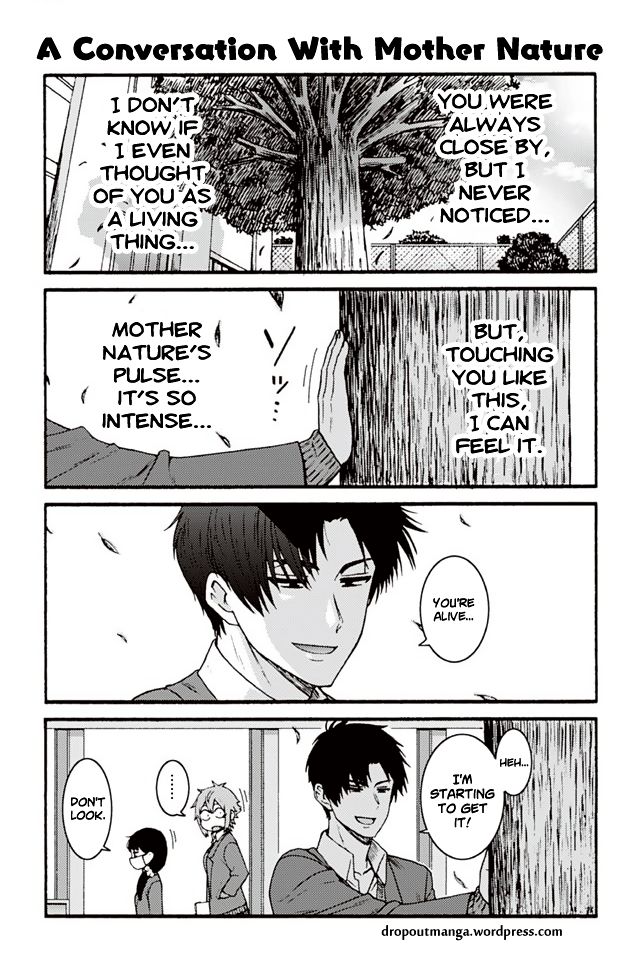 A Conversation With Mother Nature
YOU WERE
ALWAYS
CLOSE BY,
BUT I
NEVER
NOTICED...
I DON'T
KNOW IF
I EVEN
THOUGHT
OF YOU AS
A LIVING
THING...
BUT,
TOUCHING
YOU LIKE
THIS,
I CAN
FEEL IT.
MOTHER
NATURE'S
PULSE...
IT'S SO
INTENSE...
YOU'RE
ALIVE...
HEH...
I'M
STARTING
TO GET
IT!
......
DON'T
LOOK.
dropoutmanga.wordpress.com